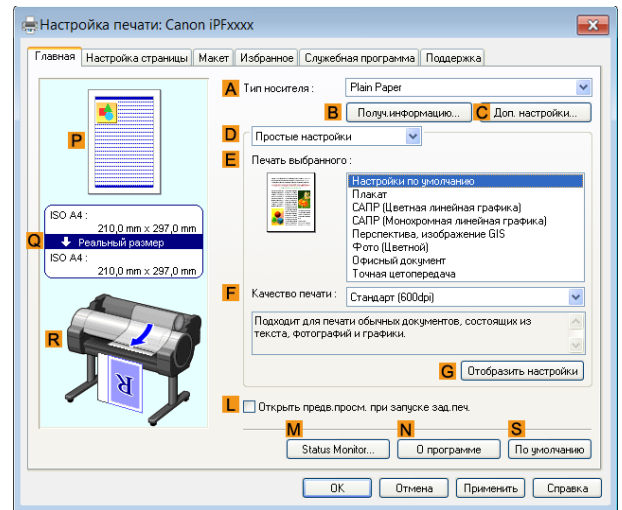 Настройка печати: Canon iPFxxxx
Главная Настройка страницы Макет Избранное Служебная программа Поддержка
A Тип носителя : Plain Paper
B Получ.информацию... C Доп. настройки...
P
D Простые настройки
E Печать выбранного :
Настройки по умолчанию
Плакат
САПР (Цветная линейная графика)
САПР (Монохромная линейная графика)
Перспектива, изображение GIS
Фото (Цветной)
Офисный документ
Точная цетопередача
ISO A4 :
210,0 mm x 297,0 mm
Q Реальный размер
ISO A4 :
210,0 mm x 297,0 mm
F Качество печати : Стандарт (600dpi)
Подходит для печати обычных документов, состоящих из
текста, фотографий и графики.
R
R
G Отобразить настройки
L Открыть предв.просм. при запуске зад.печ.
M N S
Status Monitor... О программе По умолчанию
OK Отмена Применить Справка